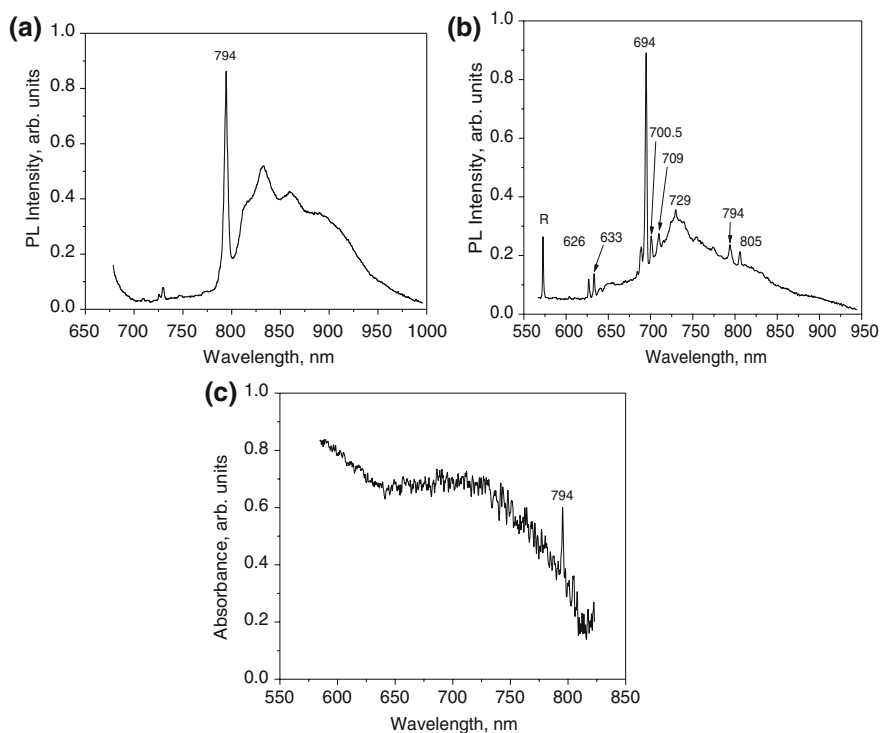 (a)
794
PL Intensity, arb. units
1.0
0.8
0.6
0.4
0.2
0.0
650 700 750 800 850 900 950 1000
Wavelength, nm
(b)
694
700.5
709
729
794
805
R
626
633
PL Intensity, arb. units
1.0
0.8
0.6
0.4
0.2
0.0
550 600 650 700 750 800 850 900 950
Wavelength, nm
(c)
794
Absorbance, arb. units
1.0
0.8
0.6
0.4
0.2
0.0
550 600 650 700 750 800 850
Wavelength, nm